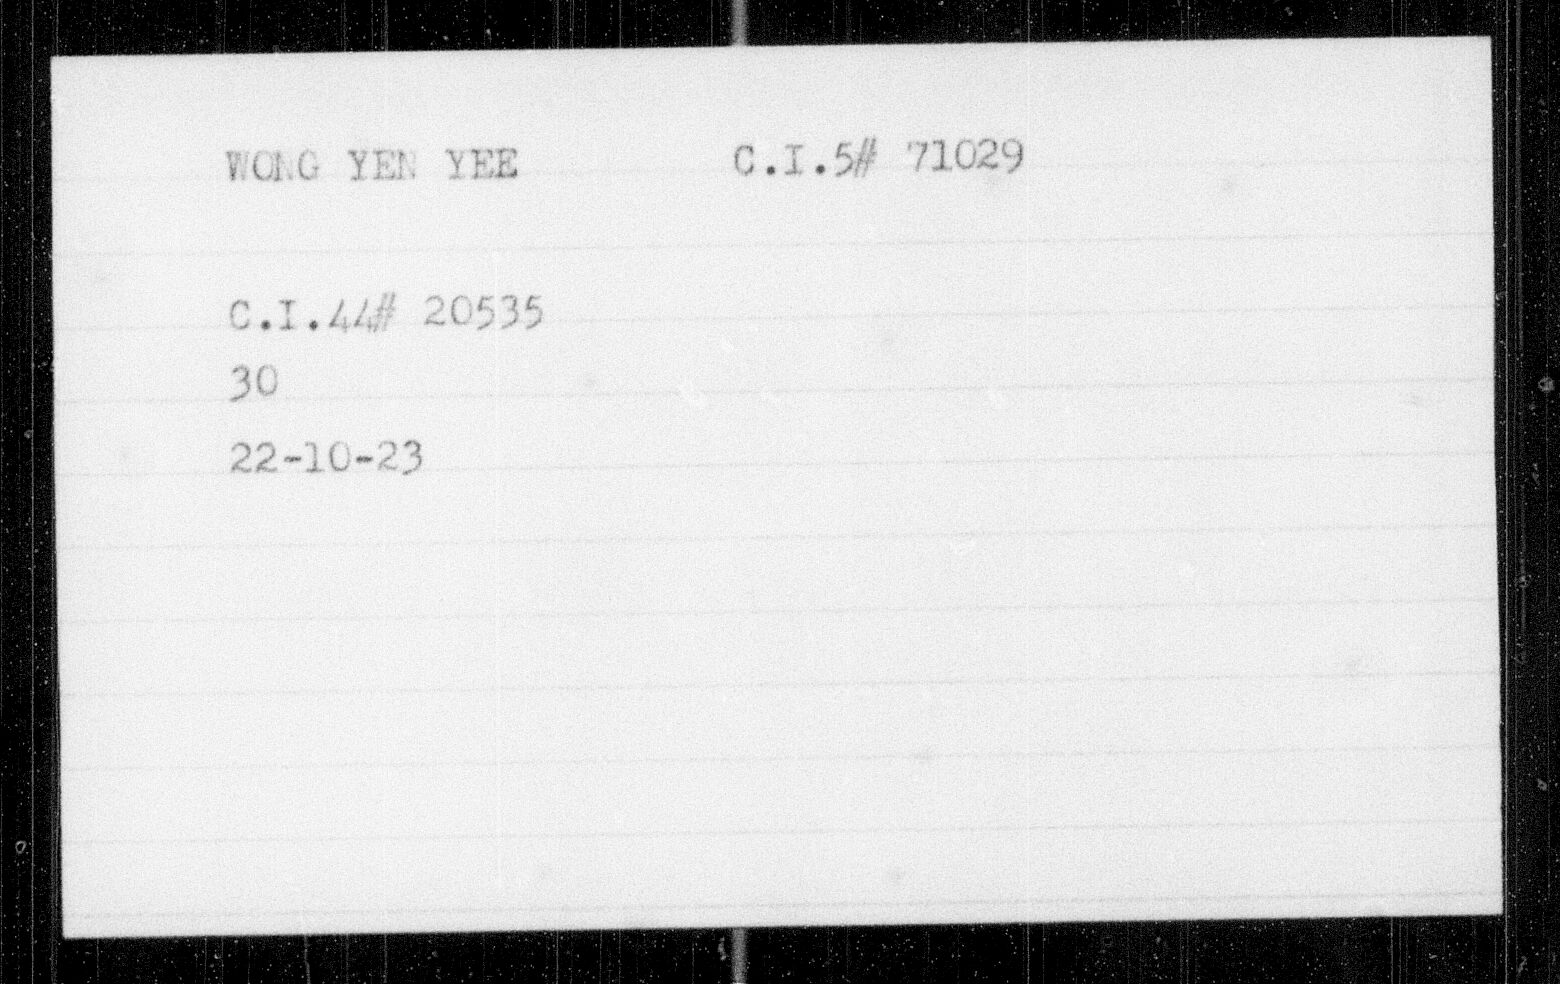 WONG YEN YEE C.I.5# 71029
C.I.44# 20535
30
22-10-23